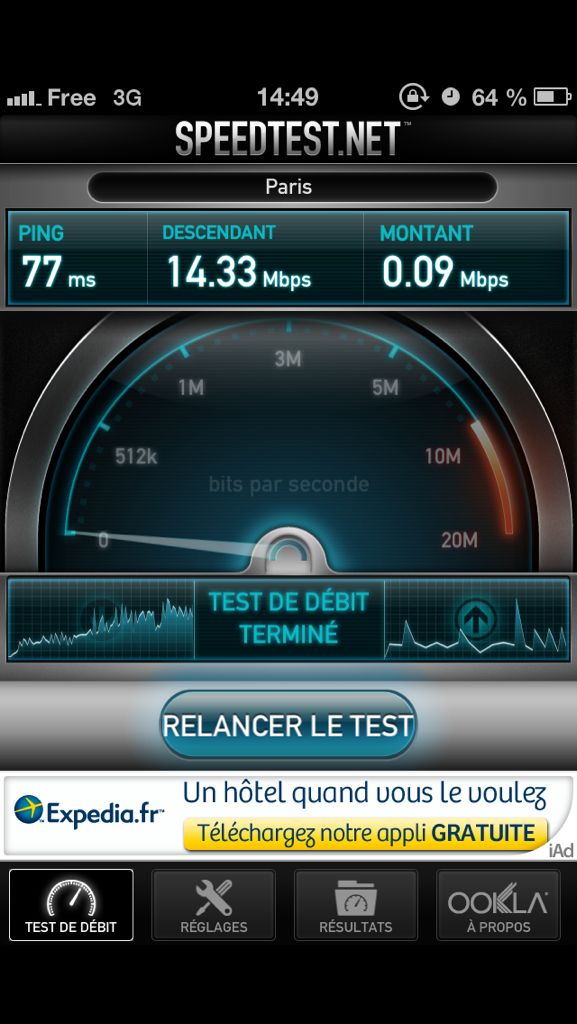 Free 3G 14:49 64 %
SPEEDTEST.NET™
Paris
PING DESCENDANT MONTANT
77 ms 14.33 Mbps 0.09 Mbps
3M
1M 5M
512k 10M
bits par seconde
0 20M
TEST DE DÉBIT
TERMINÉ
RELANCER LE TEST
Expedia.fr™
Un hôtel quand vous le voulez
Téléchargez notre appli GRATUITE
iAd
TEST DE DÉBIT
RÉGLAGES
RÉSULTATS
OOKLA
À PROPOS